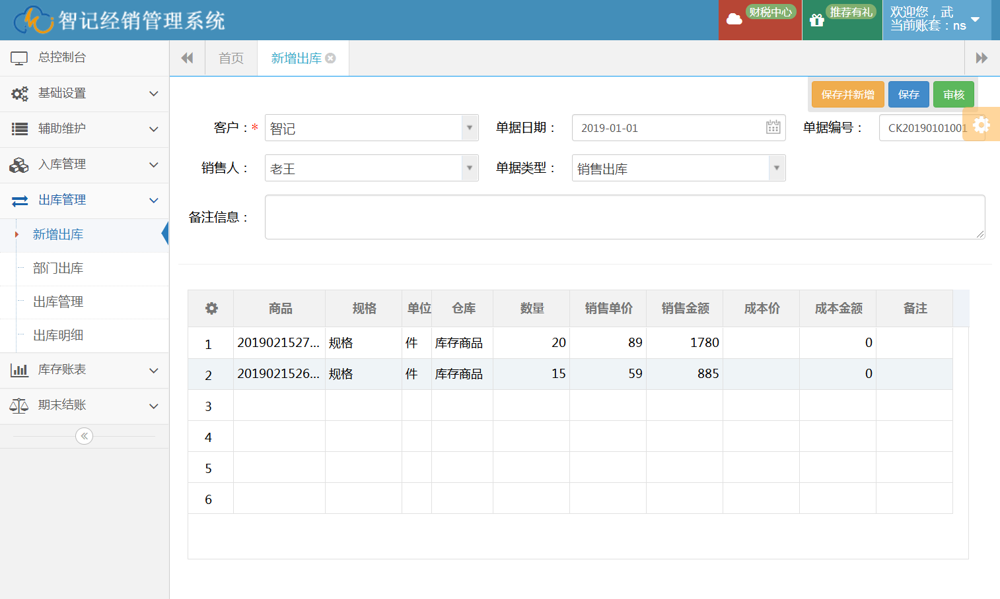 智记经销管理系统
财税中心
推荐有礼
欢迎您，武
当前账套：ns
总控制台
基础设置
辅助维护
入库管理
出库管理
新增出库
部门出库
出库管理
出库明细
库存账表
期末结账
首页
新增出库
保存并新增 保存 审核
客户：* 智记 单据日期： 2019-01-01 单据编号： CK20190101001
销售人： 老王 单据类型： 销售出库
备注信息：
商品 规格 单位 仓库 数量 销售单价 销售金额 成本价 成本金额 备注
1 2019021527... 规格 件 库存商品 20 89 1780 0
2 2019021526... 规格 件 库存商品 15 59 885 0
3
4
5
6